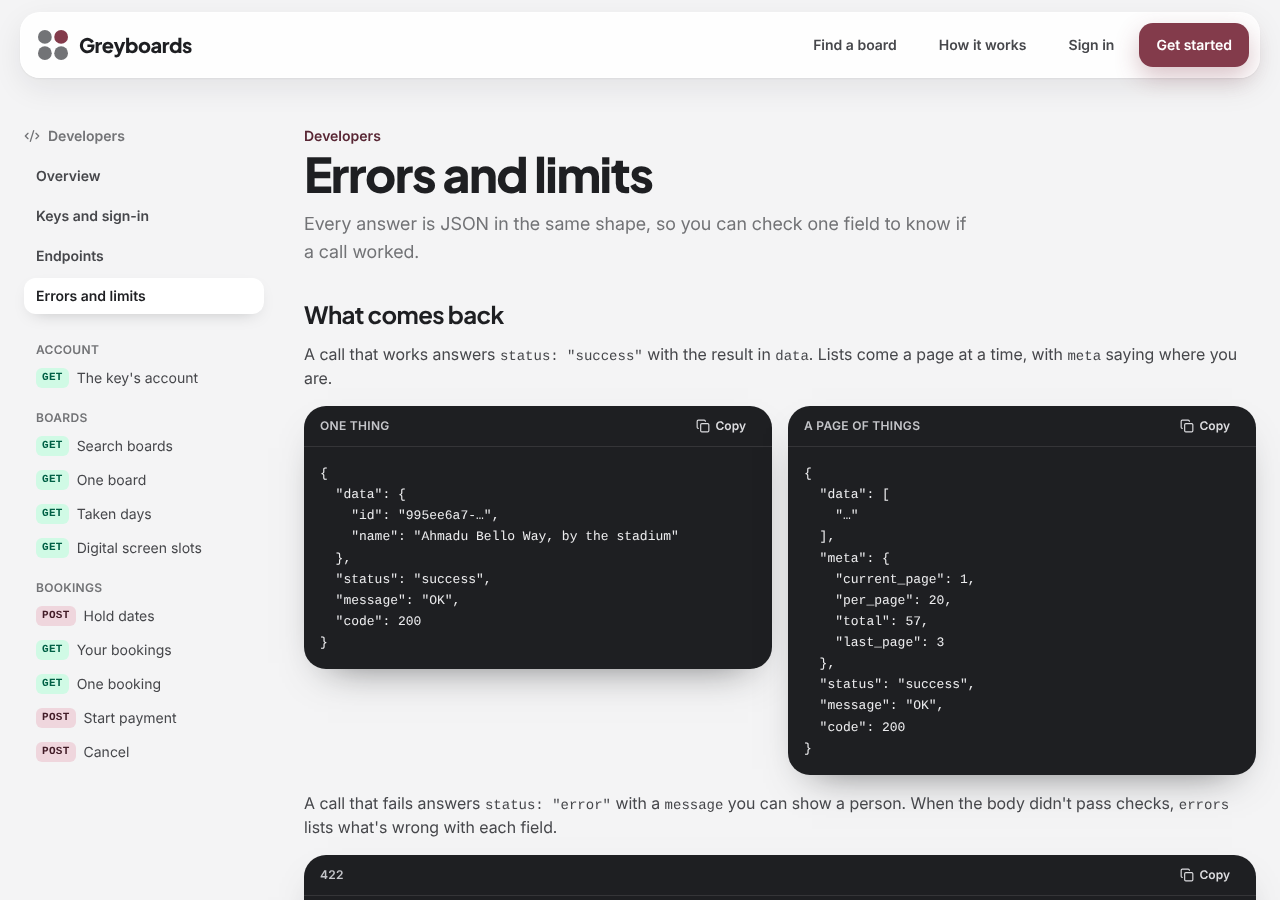 Greyboards
Find a board
How it works
Sign in
Get started
Developers
Overview
Keys and sign-in
Endpoints
Errors and limits
ACCOUNT
GET The key's account
BOARDS
GET Search boards
GET One board
GET Taken days
GET Digital screen slots
BOOKINGS
POST Hold dates
GET Your bookings
GET One booking
POST Start payment
POST Cancel
Developers
Errors and limits
Every answer is JSON in the same shape, so you can check one field to know if
a call worked.
What comes back
A call that works answers status: "success" with the result in data. Lists come a page at a time, with meta saying where you
are.
ONE THING
Copy
{
  "data": {
    "id": "995ee6a7-…",
    "name": "Ahmadu Bello Way, by the stadium"
  },
  "status": "success",
  "message": "OK",
  "code": 200
}
A PAGE OF THINGS
Copy
{
  "data": [
    "…"
  ],
  "meta": {
    "current_page": 1,
    "per_page": 20,
    "total": 57,
    "last_page": 3
  },
  "status": "success",
  "message": "OK",
  "code": 200
}
A call that fails answers status: "error" with a message you can show a person. When the body didn't pass checks, errors
lists what's wrong with each field.
422
Copy